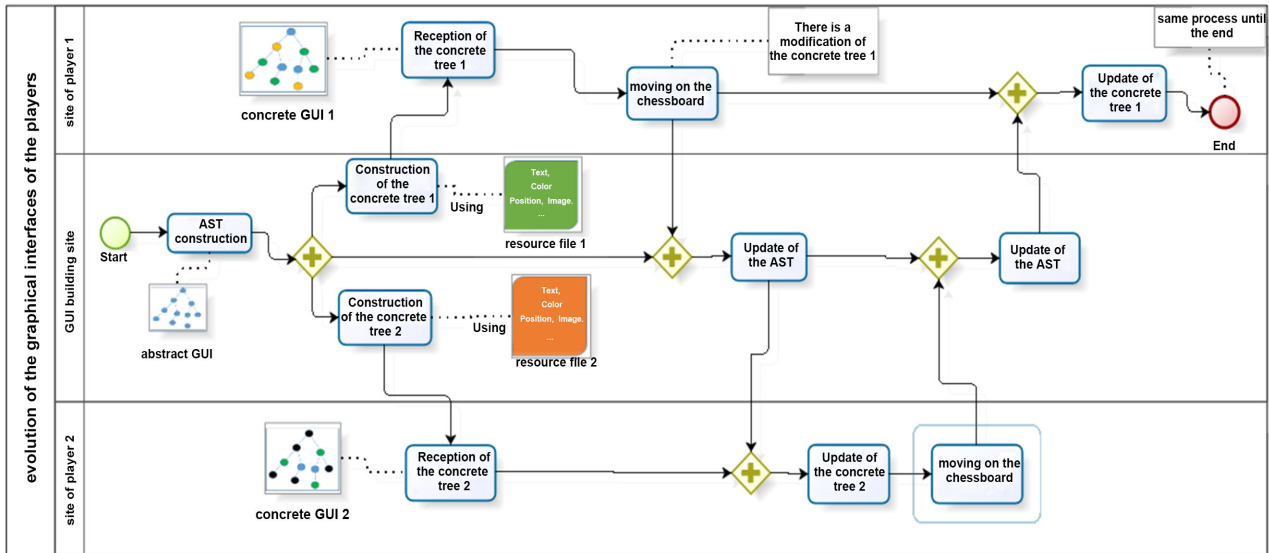 evolution of the graphical interfaces of the players
site of player 1
concrete GUI 1
Reception of
the concrete
tree 1
moving on the
chessboard
There is a
modification of
the concrete tree 1
Update of
the concrete
tree 1
same process until
the end
End
GUI building site
Start
AST
construction
abstract GUI
Construction
of the
concrete tree 1
Using
Text,
Color
Position, Image.
...
resource file 1
Construction
of the concrete
tree 2
Using
Text,
Color
Position, Image.
...
resource file 2
Update of
the AST
Update of
the AST
site of player 2
concrete GUI 2
Reception of
the concrete
tree 2
Update of
the concrete
tree 2
moving on the
chessboard